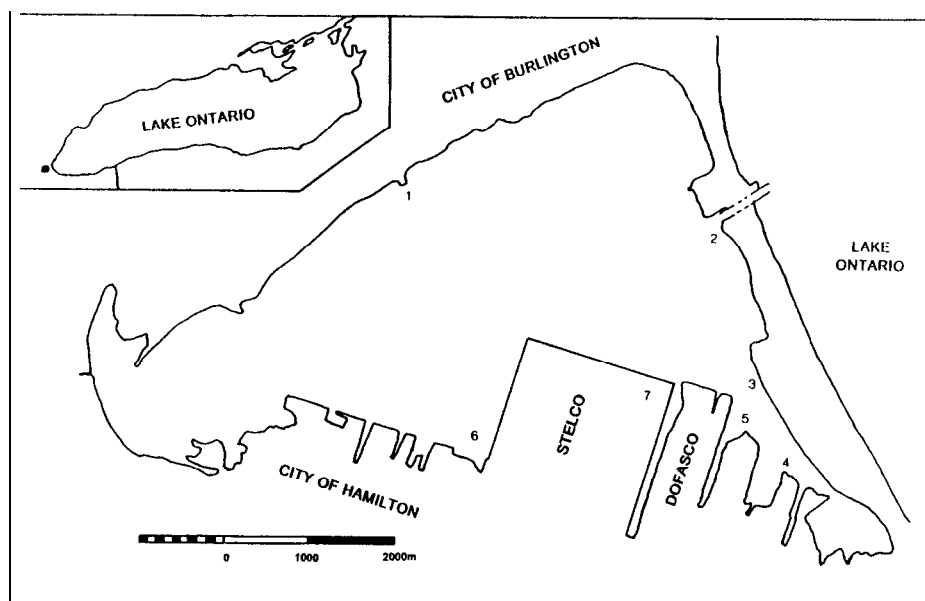 CITY OF BURLINGTON
LAKE ONTARIO
1
2
LAKE
ONTARIO
3
7
5
6
STELCO
DOFASCO
4
CITY OF HAMILTON
0 1000 2000m